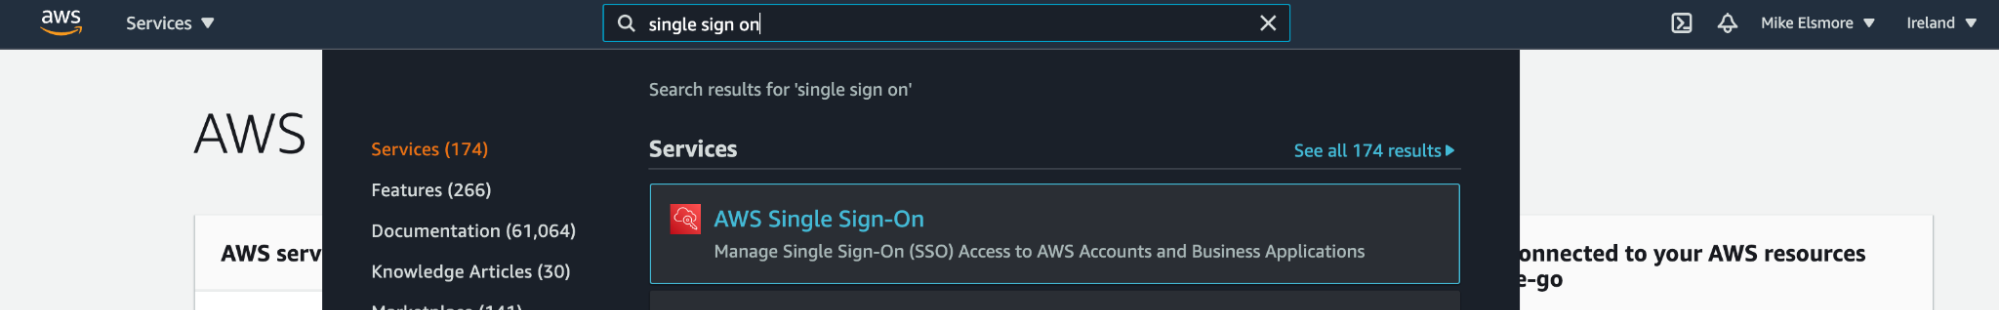 aws
Services
single sign on
Mike Elsmore
Ireland
AWS
Search results for 'single sign on'
Services (174)
Features (266)
Documentation (61,064)
Knowledge Articles (30)
Marketplace (141)
Services
See all 174 results
AWS Single Sign-On
Manage Single Sign-On (SSO) Access to AWS Accounts and Business Applications
AWS serv
onnected to your AWS resources
e-go